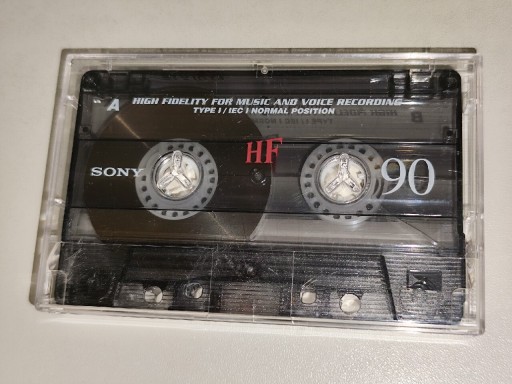 A
HIGH FIDELITY FOR MUSIC AND VOICE RECORDING
TYPE I / IEC I NORMAL POSITION
HF
SONY
90